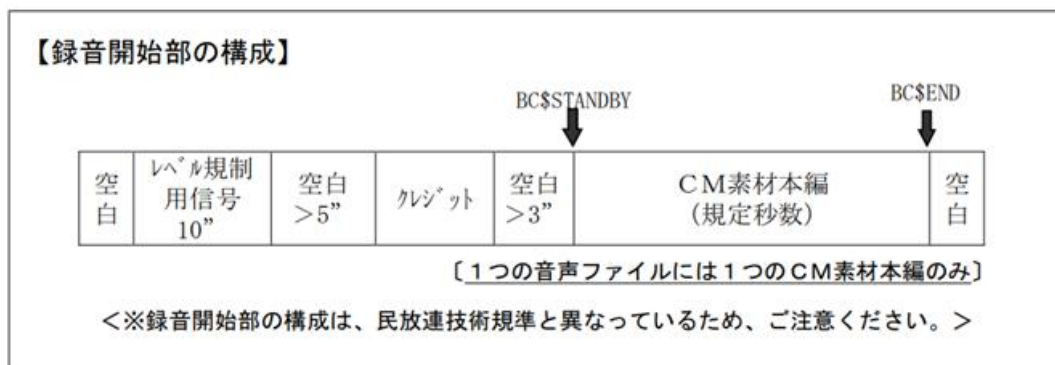 【録音開始部の構成】
BC$STANDBY
BC$END
空白
ﾚﾍﾞﾙ規制用信号10”
空白>5”
ｸﾚｼﾞｯﾄ
空白>3”
CM素材本編
(規定秒数)
空白
〔1つの音声ファイルには1つのCM素材本編のみ〕
<※録音開始部の構成は、民放連技術規準と異なっているため、ご注意ください。>